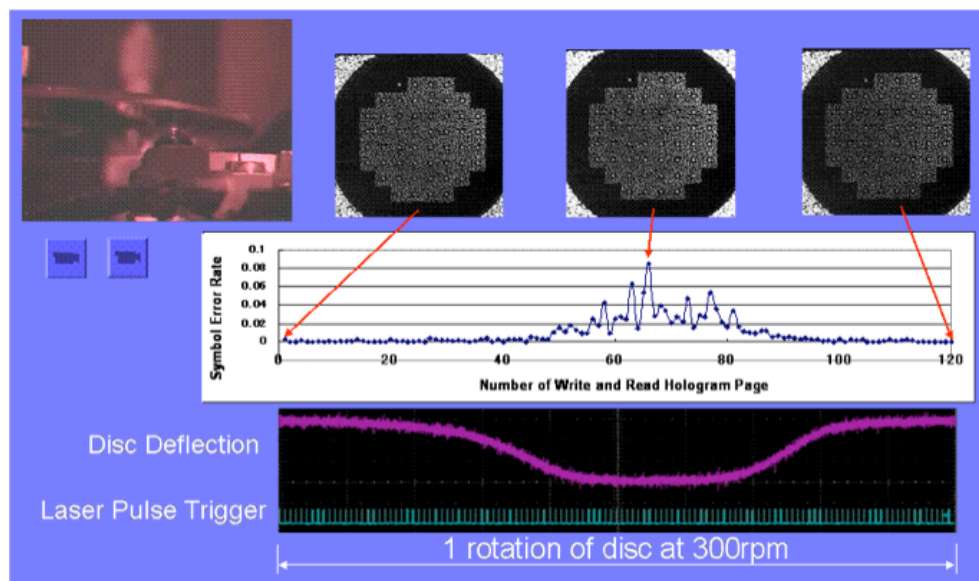 Symbol Error Rate
0.1
0.08
0.06
0.04
0.02
0
0 20 40 60 80 100 120
Number of Write and Read Hologram Page
Disc Deflection
Laser Pulse Trigger
1 rotation of disc at 300rpm